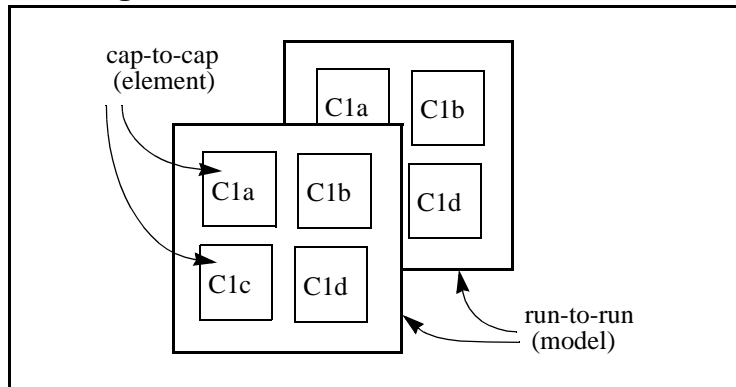 cap-to-cap
(element)
C1a
C1b
C1a
C1b
C1d
C1c
C1d
run-to-run
(model)